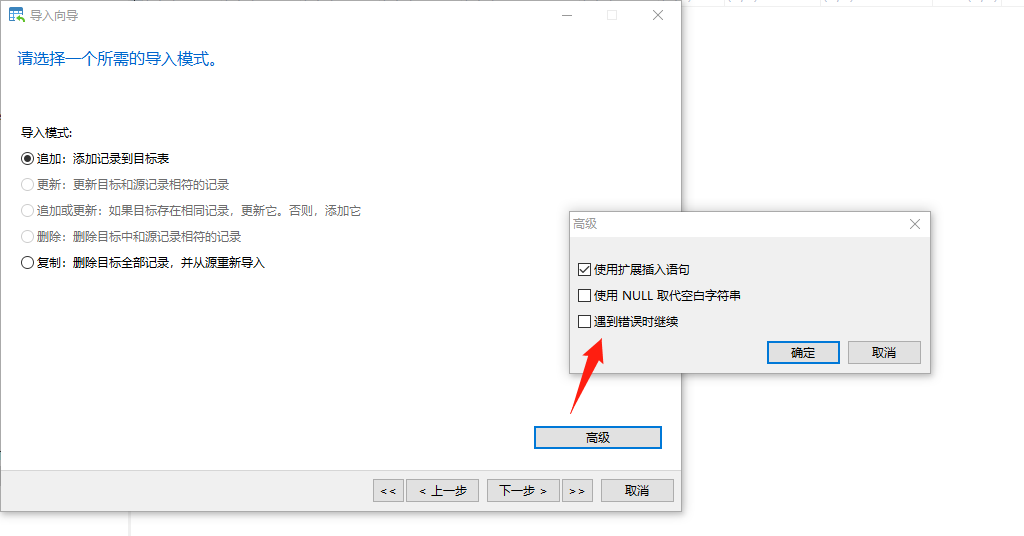 导入向导
请选择一个所需的导入模式。
导入模式:
追加：添加记录到目标表
更新：更新目标和源记录相符的记录
追加或更新：如果目标存在相同记录，更新它。否则，添加它
删除：删除目标中和源记录相符的记录
复制：删除目标全部记录，并从源重新导入
高级
使用扩展插入语句
使用 NULL 取代空白字符串
遇到错误时继续
确定 取消
高级
<< < 上一步 下一步 > >> 取消